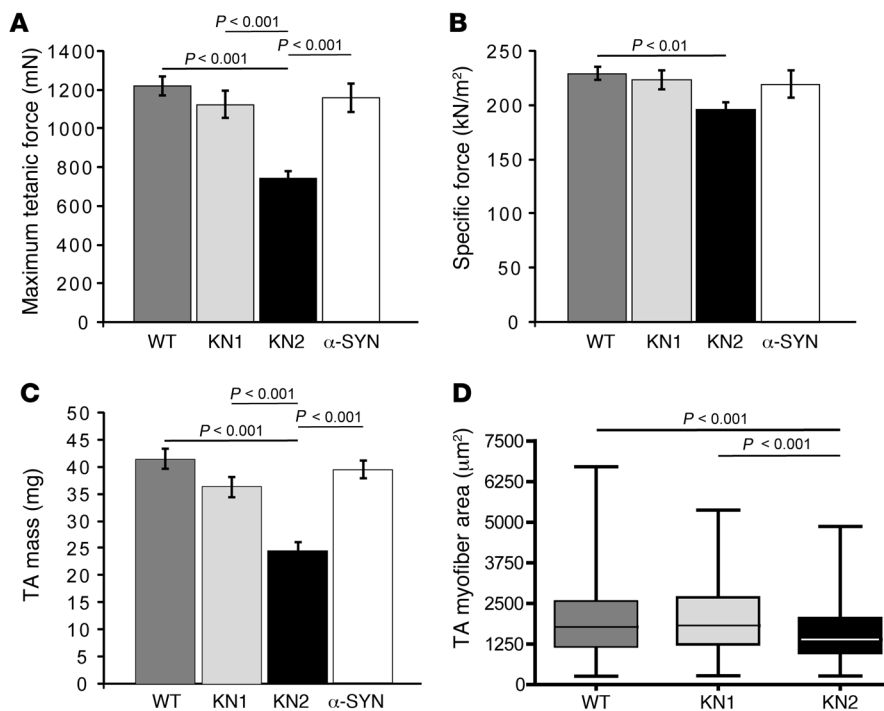 A
P < 0.001
P < 0.001
P < 0.001
Maximum tetanic force (mN)
1400
1200
1000
800
600
400
200
0
WT KN1 KN2 α-SYN
B
P < 0.01
Specific force (kN/m²)
250
200
150
100
50
0
WT KN1 KN2 α-SYN
C
P < 0.001
P < 0.001
P < 0.001
TA mass (mg)
50
45
40
35
30
25
20
15
10
5
0
WT KN1 KN2 α-SYN
D
P < 0.001
P < 0.001
TA myofiber area (μm²)
7500
6250
5000
3750
2500
1250
0
WT KN1 KN2